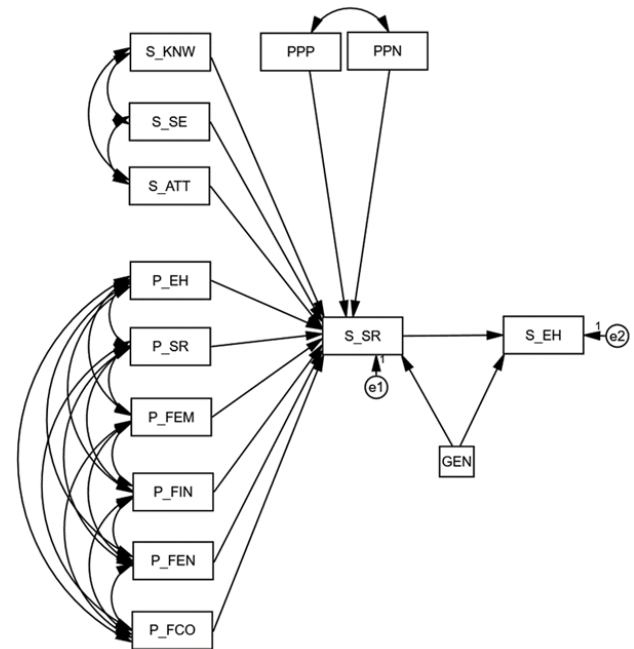 S_KNW
PPP
PPN
S_SE
S_ATT
P_EH
P_SR
S_SR
S_EH
1
e2
1
e1
P_FEM
GEN
P_FIN
P_FEN
P_FCO